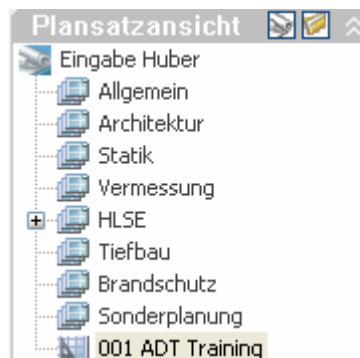 Plansatzansicht
Eingabe Huber
Allgemein
Architektur
Statik
Vermessung
HLSE
Tiefbau
Brandschutz
Sonderplanung
001 ADT Training